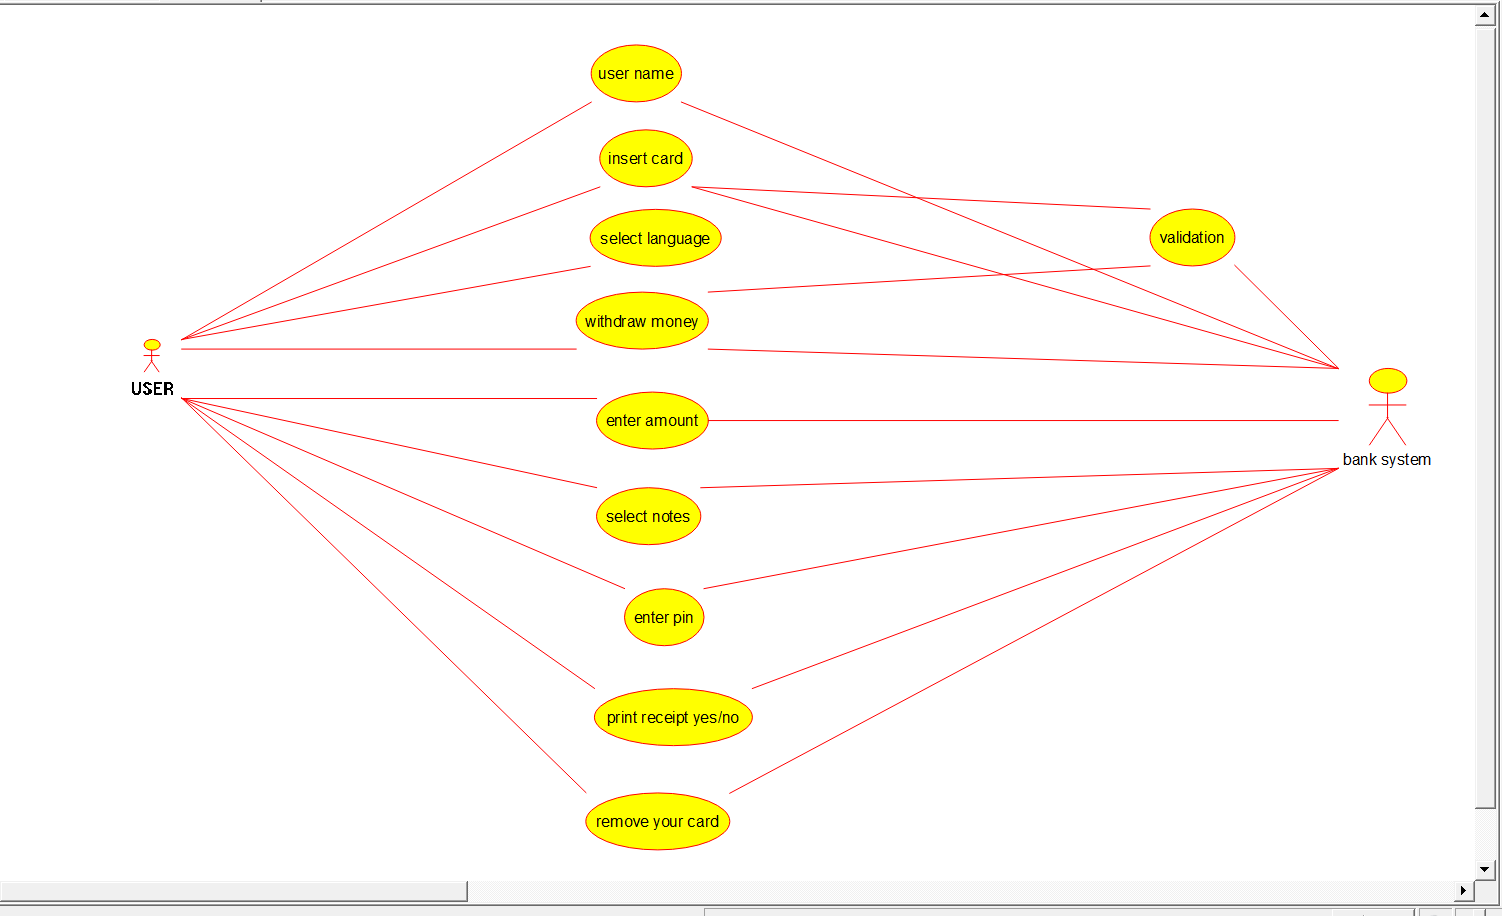 user name
insert card
select language
validation
withdraw money
USER
enter amount
bank system
select notes
enter pin
print receipt yes/no
remove your card